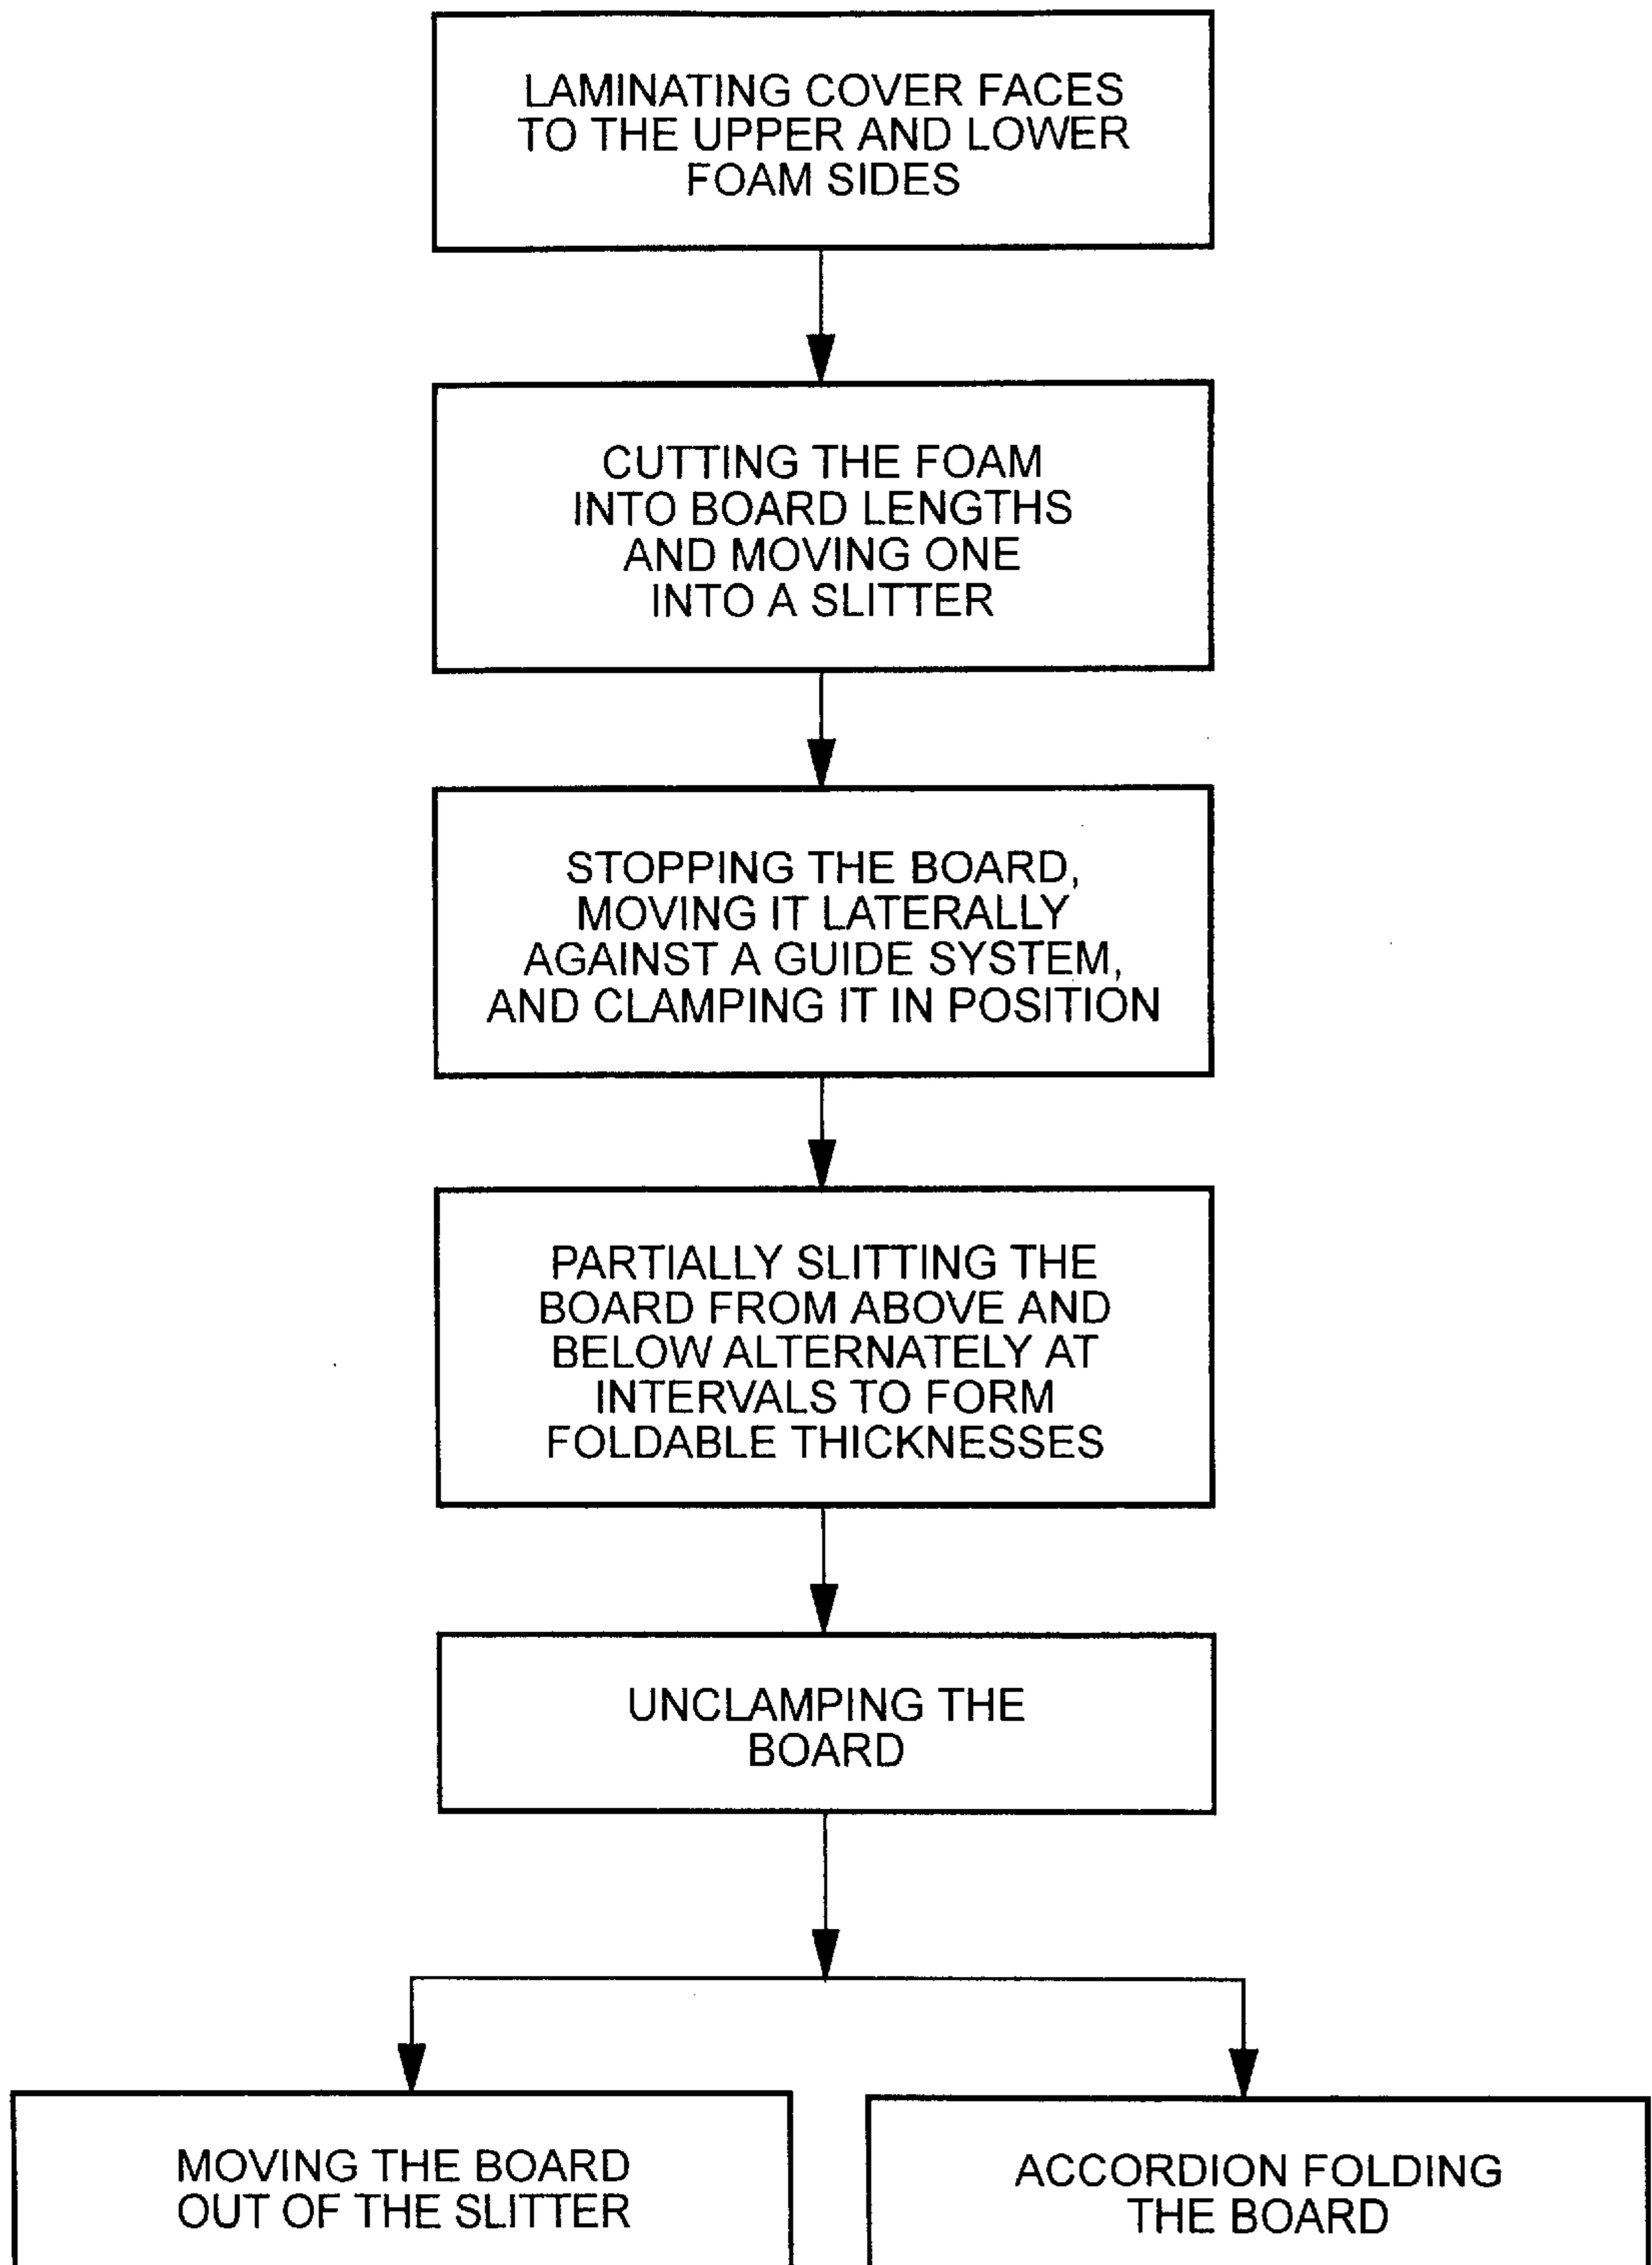 LAMINATING COVER FACES
TO THE UPPER AND LOWER
FOAM SIDES
CUTTING THE FOAM
INTO BOARD LENGTHS
AND MOVING ONE
INTO A SLITTER
STOPPING THE BOARD,
MOVING IT LATERALLY
AGAINST A GUIDE SYSTEM,
AND CLAMPING IT IN POSITION
PARTIALLY SLITTING THE
BOARD FROM ABOVE AND
BELOW ALTERNATELY AT
INTERVALS TO FORM
FOLDABLE THICKNESSES
UNCLAMPING THE
BOARD
MOVING THE BOARD
OUT OF THE SLITTER
ACCORDION FOLDING
THE BOARD